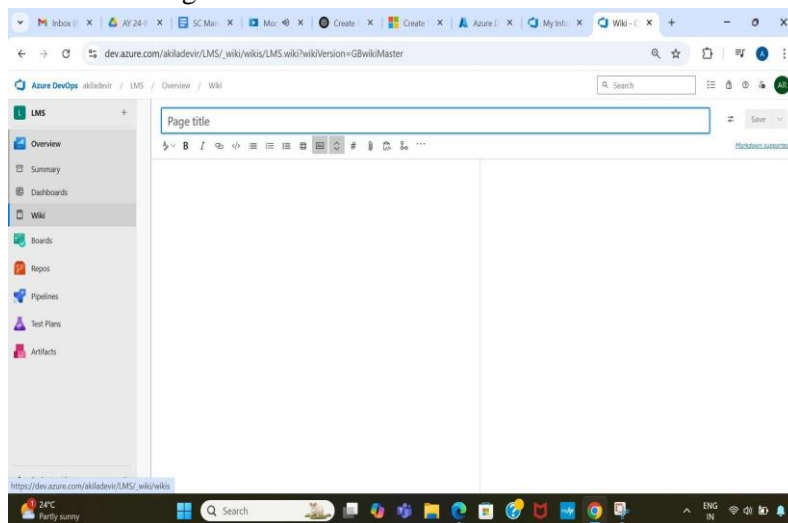 Inbox (
AY 24-
SC Mar
Moc
Create
Create
Azure D
My Info
Wiki - C
dev.azure.com/akiladevir/LMS/_wiki/wikis/LMS.wiki?wikiVersion=GBwikiMaster
Azure DevOps akiladevir / LMS / Overview / Wiki
Search
AR
L LMS +
Page title
Save
Overview
B I
Markdown supported
Summary
Dashboards
Wiki
Boards
Repos
Pipelines
Test Plans
Artifacts
https://dev.azure.com/akiladevir/LMS/_wiki/wikis
24°C
Partly sunny
Search
ENG
IN